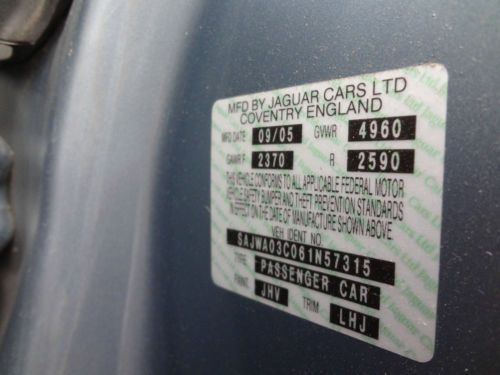 MFD BY JAGUAR CARS LTD
COVENTRY ENGLAND
MFD DATE 09/05 GVWR 4960
GAWR F 2370 R 2590
THIS VEHICLE CONFORMS TO ALL APPLICABLE FEDERAL MOTOR
VEHICLE SAFETY BUMPER AND THEFT PREVENTION STANDARDS
IN EFFECT ON THE DATE OF MANUFACTURE SHOWN ABOVE.
VEH IDENT NO.
SAJWA03C061N57315
TYPE PASSENGER CAR
PAINT JHV TRIM LHJ